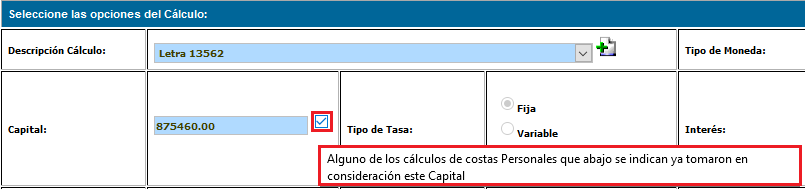 Seleccione las opciones del Cálculo:
Descripción Cálculo:
Letra 13562
Tipo de Moneda:
Capital:
875460.00
Tipo de Tasa:
Fija
Variable
Interés:
Alguno de los cálculos de costas Personales que abajo se indican ya tomaron en
consideración este Capital